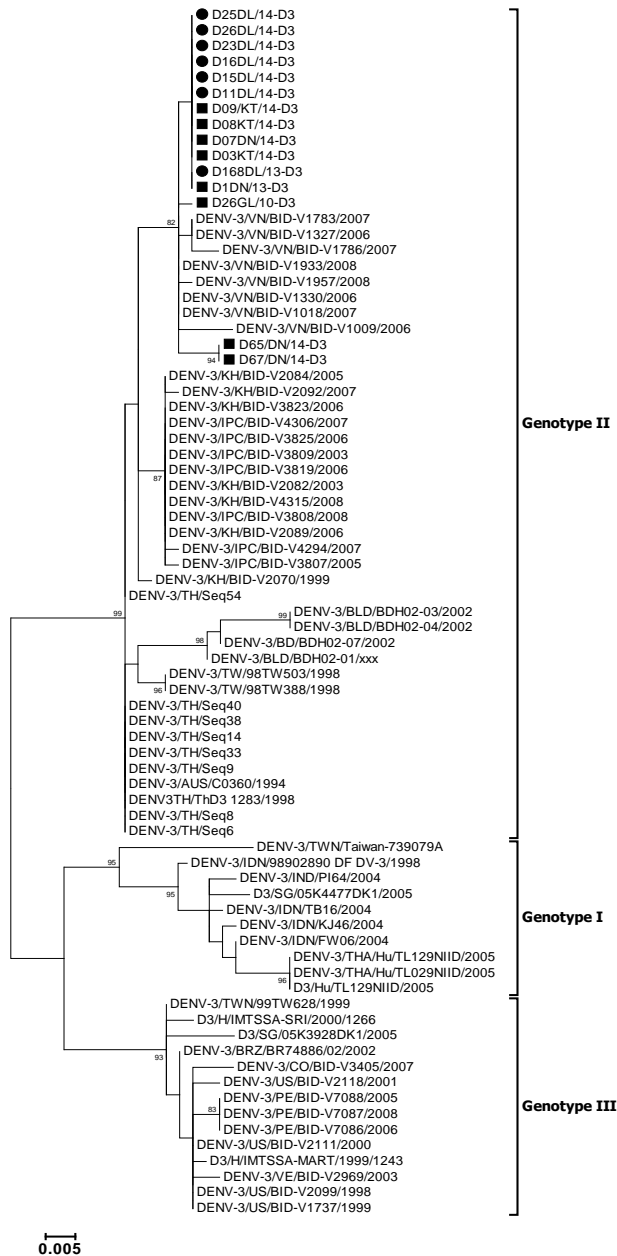 D25DL/14-D3
D26DL/14-D3
D23DL/14-D3
D16DL/14-D3
D15DL/14-D3
D11DL/14-D3
D09/KT/14-D3
D08KT/14-D3
D07DN/14-D3
D03KT/14-D3
D168DL/13-D3
D1DN/13-D3
D26GL/10-D3
82
DENV-3/VN/BID-V1783/2007
DENV-3/VN/BID-V1327/2006
DENV-3/VN/BID-V1786/2007
DENV-3/VN/BID-V1933/2008
DENV-3/VN/BID-V1957/2008
DENV-3/VN/BID-V1330/2006
DENV-3/VN/BID-V1018/2007
DENV-3/VN/BID-V1009/2006
D65/DN/14-D3
94
D67/DN/14-D3
DENV-3/KH/BID-V2084/2005
DENV-3/KH/BID-V2092/2007
DENV-3/KH/BID-V3823/2006
DENV-3/IPC/BID-V4306/2007
Genotype II
DENV-3/IPC/BID-V3825/2006
DENV-3/IPC/BID-V3809/2003
DENV-3/IPC/BID-V3819/2006
87
DENV-3/KH/BID-V2082/2003
DENV-3/KH/BID-V4315/2008
DENV-3/IPC/BID-V3808/2008
DENV-3/KH/BID-V2089/2006
DENV-3/IPC/BID-V4294/2007
DENV-3/IPC/BID-V3807/2005
DENV-3/KH/BID-V2070/1999
DENV-3/TH/Seq54
99
DENV-3/BLD/BDH02-03/2002
99
DENV-3/BLD/BDH02-04/2002
98
DENV-3/BD/BDH02-07/2002
DENV-3/BLD/BDH02-01/xxx
DENV-3/TW/98TW503/1998
96
DENV-3/TW/98TW388/1998
DENV-3/TH/Seq40
DENV-3/TH/Seq38
DENV-3/TH/Seq14
DENV-3/TH/Seq33
DENV-3/TH/Seq9
DENV-3/AUS/C0360/1994
DENV3TH/ThD3 1283/1998
DENV-3/TH/Seq8
DENV-3/TH/Seq6
DENV-3/TWN/Taiwan-739079A
95
DENV-3/IDN/98902890 DF DV-3/1998
DENV-3/IND/PI64/2004
95
D3/SG/05K4477DK1/2005
DENV-3/IDN/TB16/2004
Genotype I
DENV-3/IDN/KJ46/2004
DENV-3/IDN/FW06/2004
DENV-3/THA/Hu/TL129NIID/2005
DENV-3/THA/Hu/TL029NIID/2005
96
D3/Hu/TL129NIID/2005
DENV-3/TWN/99TW628/1999
D3/H/IMTSSA-SRI/2000/1266
D3/SG/05K3928DK1/2005
93
DENV-3/BRZ/BR74886/02/2002
DENV-3/CO/BID-V3405/2007
DENV-3/US/BID-V2118/2001
DENV-3/PE/BID-V7088/2005
83
DENV-3/PE/BID-V7087/2008
Genotype III
DENV-3/PE/BID-V7086/2006
DENV-3/US/BID-V2111/2000
D3/H/IMTSSA-MART/1999/1243
DENV-3/VE/BID-V2969/2003
DENV-3/US/BID-V2099/1998
DENV-3/US/BID-V1737/1999
0.005